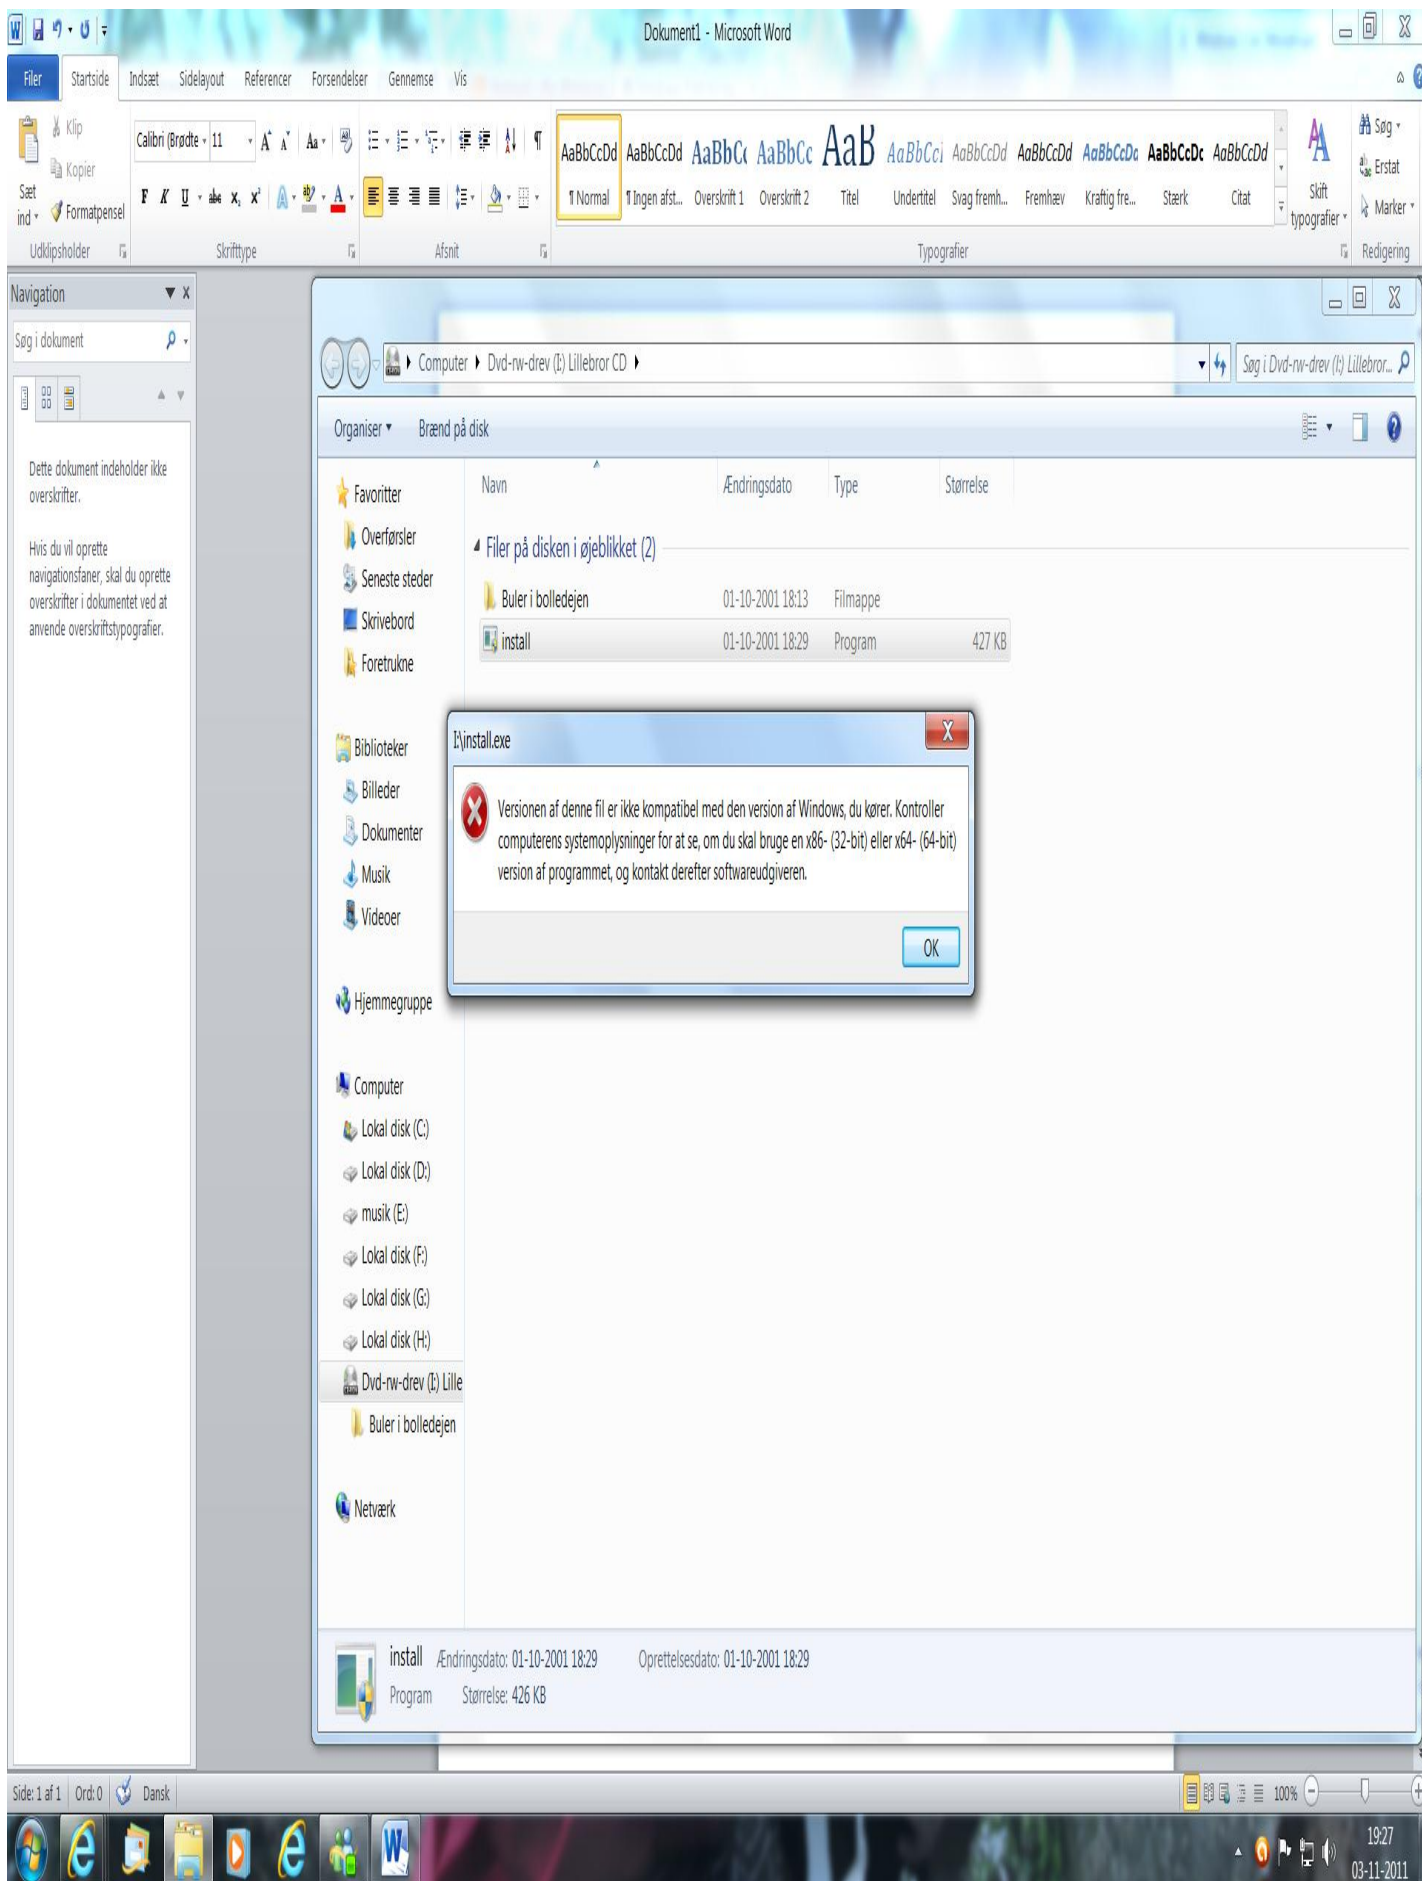 Dokument1 - Microsoft Word
Filer Startside Indsæt Sidelayout Referencer Forsendelser Gennemse Vis
Klip
Kopier
Sæt ind
Formatpensel
Udklipsholder
Calibri (Brødte 11
F K U
Skrifttype
Afsnit
AaBbCcDd AaBbCcDd AaBbCc AaBbCc AaB AaBbCcI AaBbCcDd AaBbCcDd AaBbCcDc AaBbCcDc AaBbCcDd
¶ Normal ¶ Ingen afst... Overskrift 1 Overskrift 2 Titel Undertitel Svag fremh... Fremhæv Kraftig fre... Stærk Citat
Skift typografier
Typografier
Søg
Erstat
Marker
Redigering
Navigation
Søg i dokument
Dette dokument indeholder ikke
overskrifter.
Hvis du vil oprette
navigationsfaner, skal du oprette
overskrifter i dokumentet ved at
anvende overskriftstypografier.
Computer Dvd-rw-drev (I:) Lillebror CD
Søg i Dvd-rw-drev (I:) Lillebror...
Organiser Brænd på disk
Favoritter
Overførsler
Seneste steder
Skrivebord
Foretrukne
Biblioteker
Billeder
Dokumenter
Musik
Videoer
Hjemmegruppe
Computer
Lokal disk (C:)
Lokal disk (D:)
musik (E:)
Lokal disk (F:)
Lokal disk (G:)
Lokal disk (H:)
Dvd-rw-drev (I:) Lille
Buler i bolledejen
Netværk
Navn Ændringsdato Type Størrelse
Filer på disken i øjeblikket (2)
Buler i bolledejen 01-10-2001 18:13 Filmappe
install 01-10-2001 18:29 Program 427 KB
I:\install.exe
Versionen af denne fil er ikke kompatibel med den version af Windows, du kører. Kontroller
computerens systemoplysninger for at se, om du skal bruge en x86- (32-bit) eller x64- (64-bit)
version af programmet, og kontakt derefter softwareudgiveren.
OK
install Ændringsdato: 01-10-2001 18:29 Oprettelsesdato: 01-10-2001 18:29
Program Størrelse: 426 KB
Side: 1 af 1 Ord: 0 Dansk
100%
19:27
03-11-2011